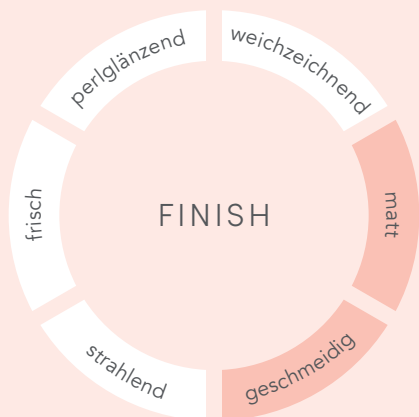 perlglänzend
weichzeichnend
frisch
FINISH
matt
strahlend
geschmeidig